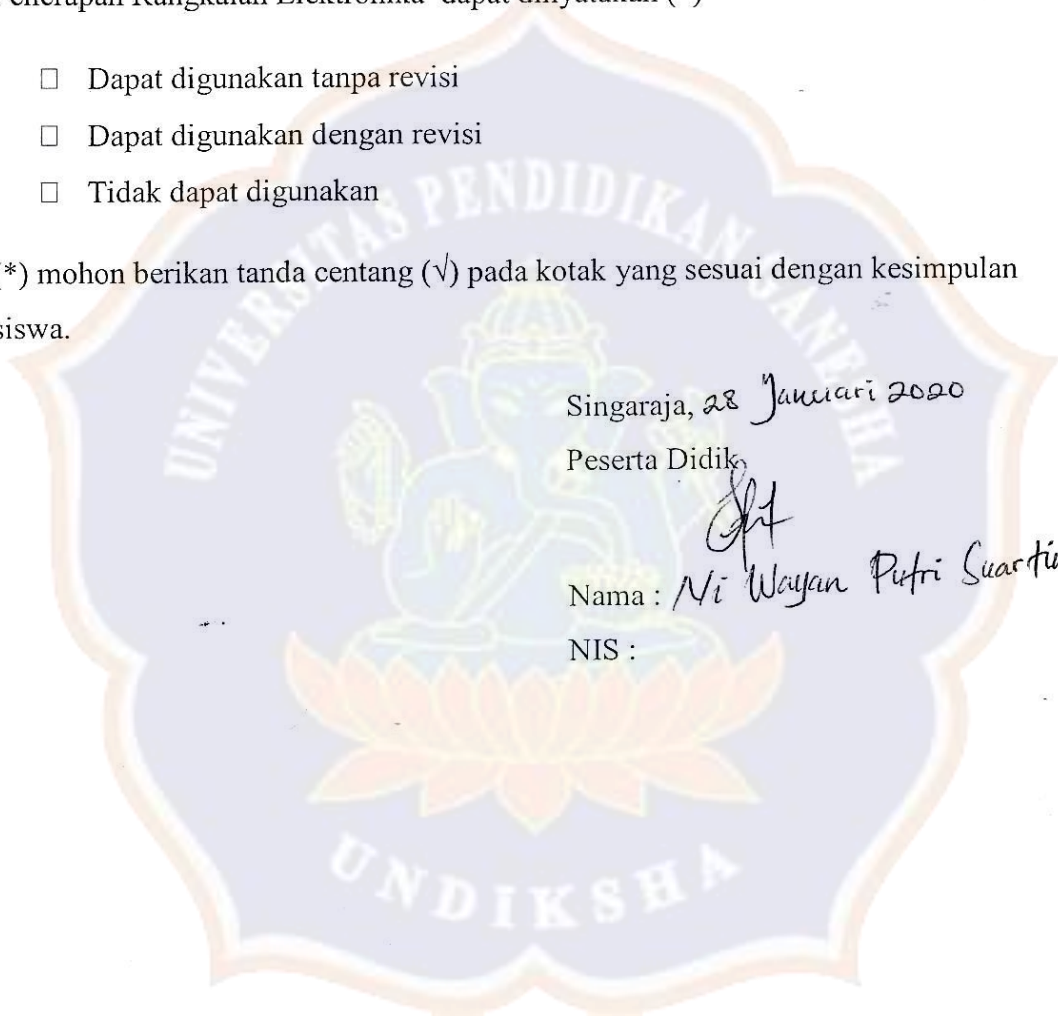 Rangkaian Elektronika dapat dinyatakan (*)
□ Dapat digunakan tanpa revisi
□ Dapat digunakan dengan revisi
□ Tidak dapat digunakan
(*) mohon berikan tanda centang (√) pada kotak yang sesuai dengan kesimpulan
siswa.
Singaraja, 28 Januari 2020
Peserta Didik,
Nama : Ni Wayan Putri
NIS :
UNIVERSITAS PENDIDIKAN GANESHA
UNDIKSHA